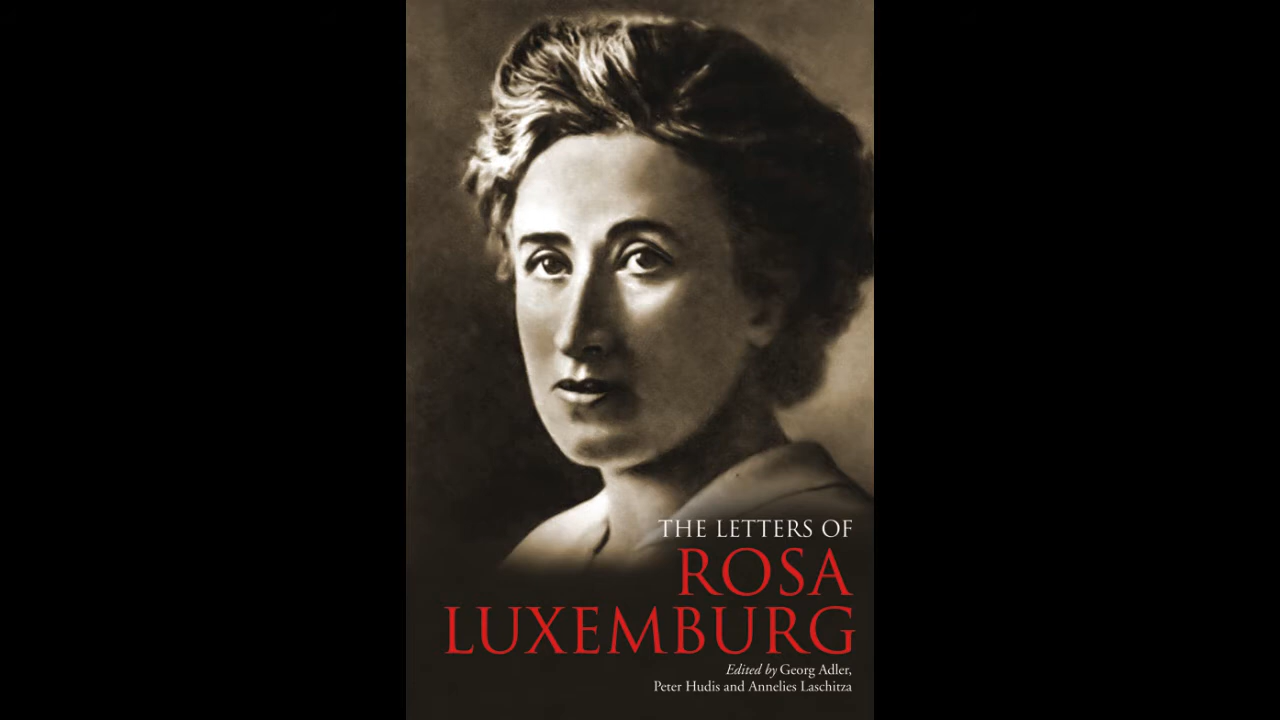 THE LETTERS OF
ROSA
LUXEMBURG
Edited by Georg Adler,
Peter Hudis and Annelies Laschitza